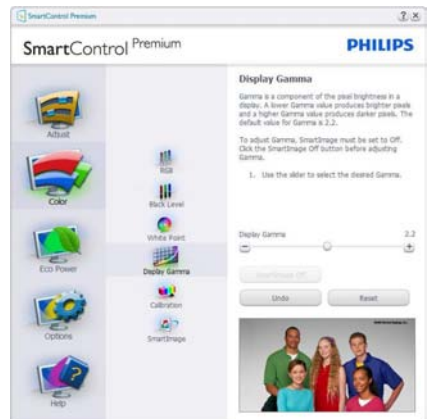 SmartControl Premium
SmartControl Premium
PHILIPS
Adjust
Color
Eco Power
Options
Help
RGB
Black Level
White Point
Display Gamma
Calibration
SmartImage
Display Gamma
Gamma is a component of the pixel brightness in a
display. A lower Gamma value produces brighter pixels
and a higher Gamma value produces darker pixels. The
default value for Gamma is 2.2.
To adjust Gamma, SmartImage must be set to Off.
Click the SmartImage Off button before adjusting
Gamma.
1. Use the slider to select the desired Gamma.
Display Gamma 2.2
SmartImage Off
Undo
Reset